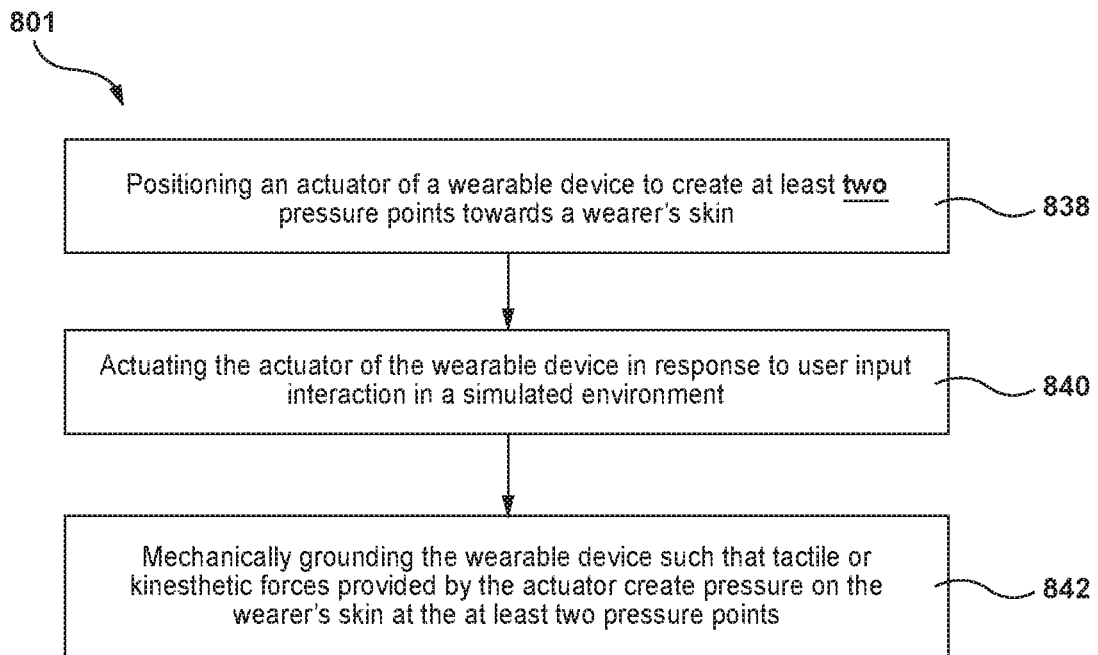 801
Positioning an actuator of a wearable device to create at least two
pressure points towards a wearer's skin
838
Actuating the actuator of the wearable device in response to user input
interaction in a simulated environment
840
Mechanically grounding the wearable device such that tactile or
kinesthetic forces provided by the actuator create pressure on the
wearer's skin at the at least two pressure points
842